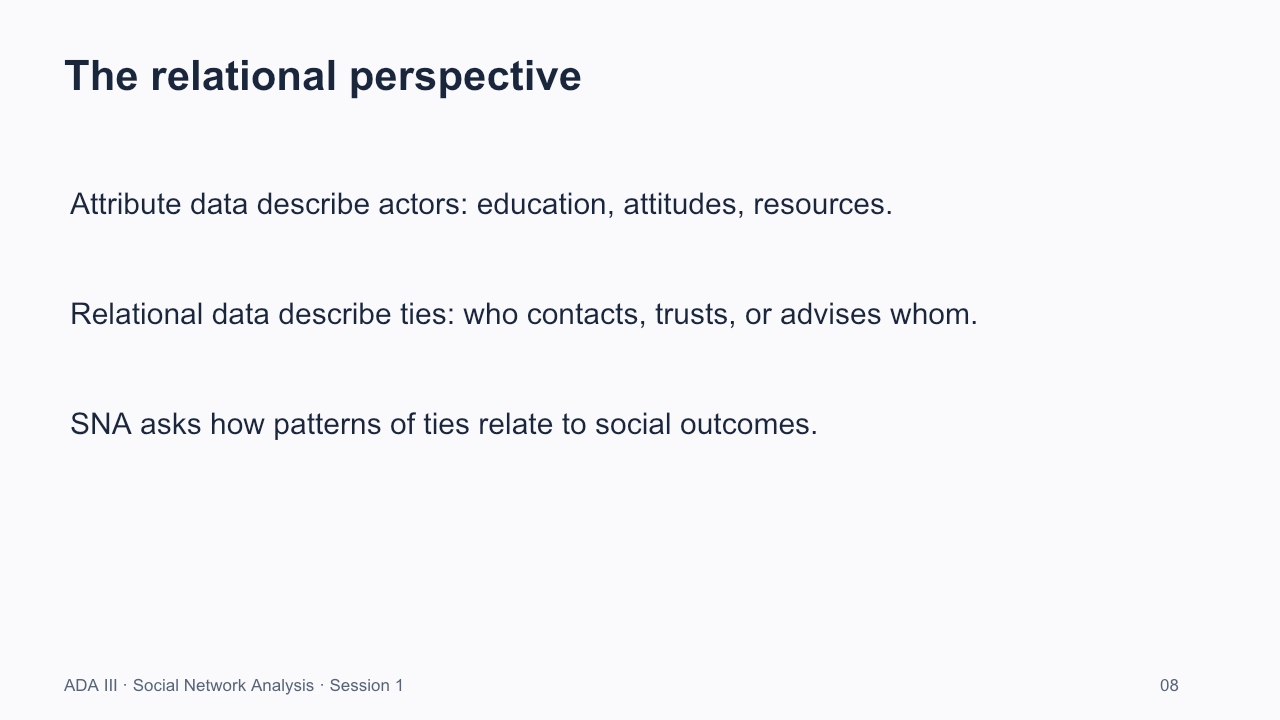 The relational perspective
Attribute data describe actors: education, attitudes, resources.
Relational data describe ties: who contacts, trusts, or advises whom.
SNA asks how patterns of ties relate to social outcomes.
ADA III · Social Network Analysis · Session 1
08